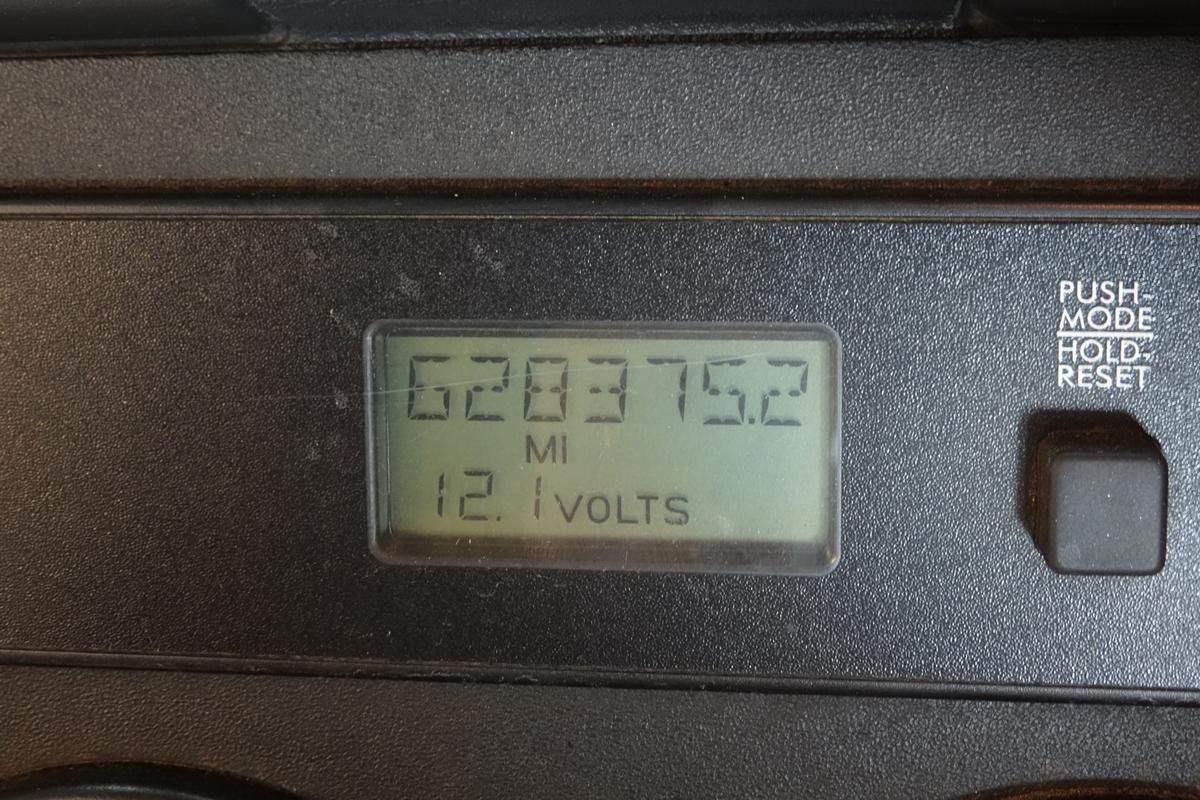 628375.2
MI
12.1 VOLTS
PUSH-
MODE
HOLD-
RESET